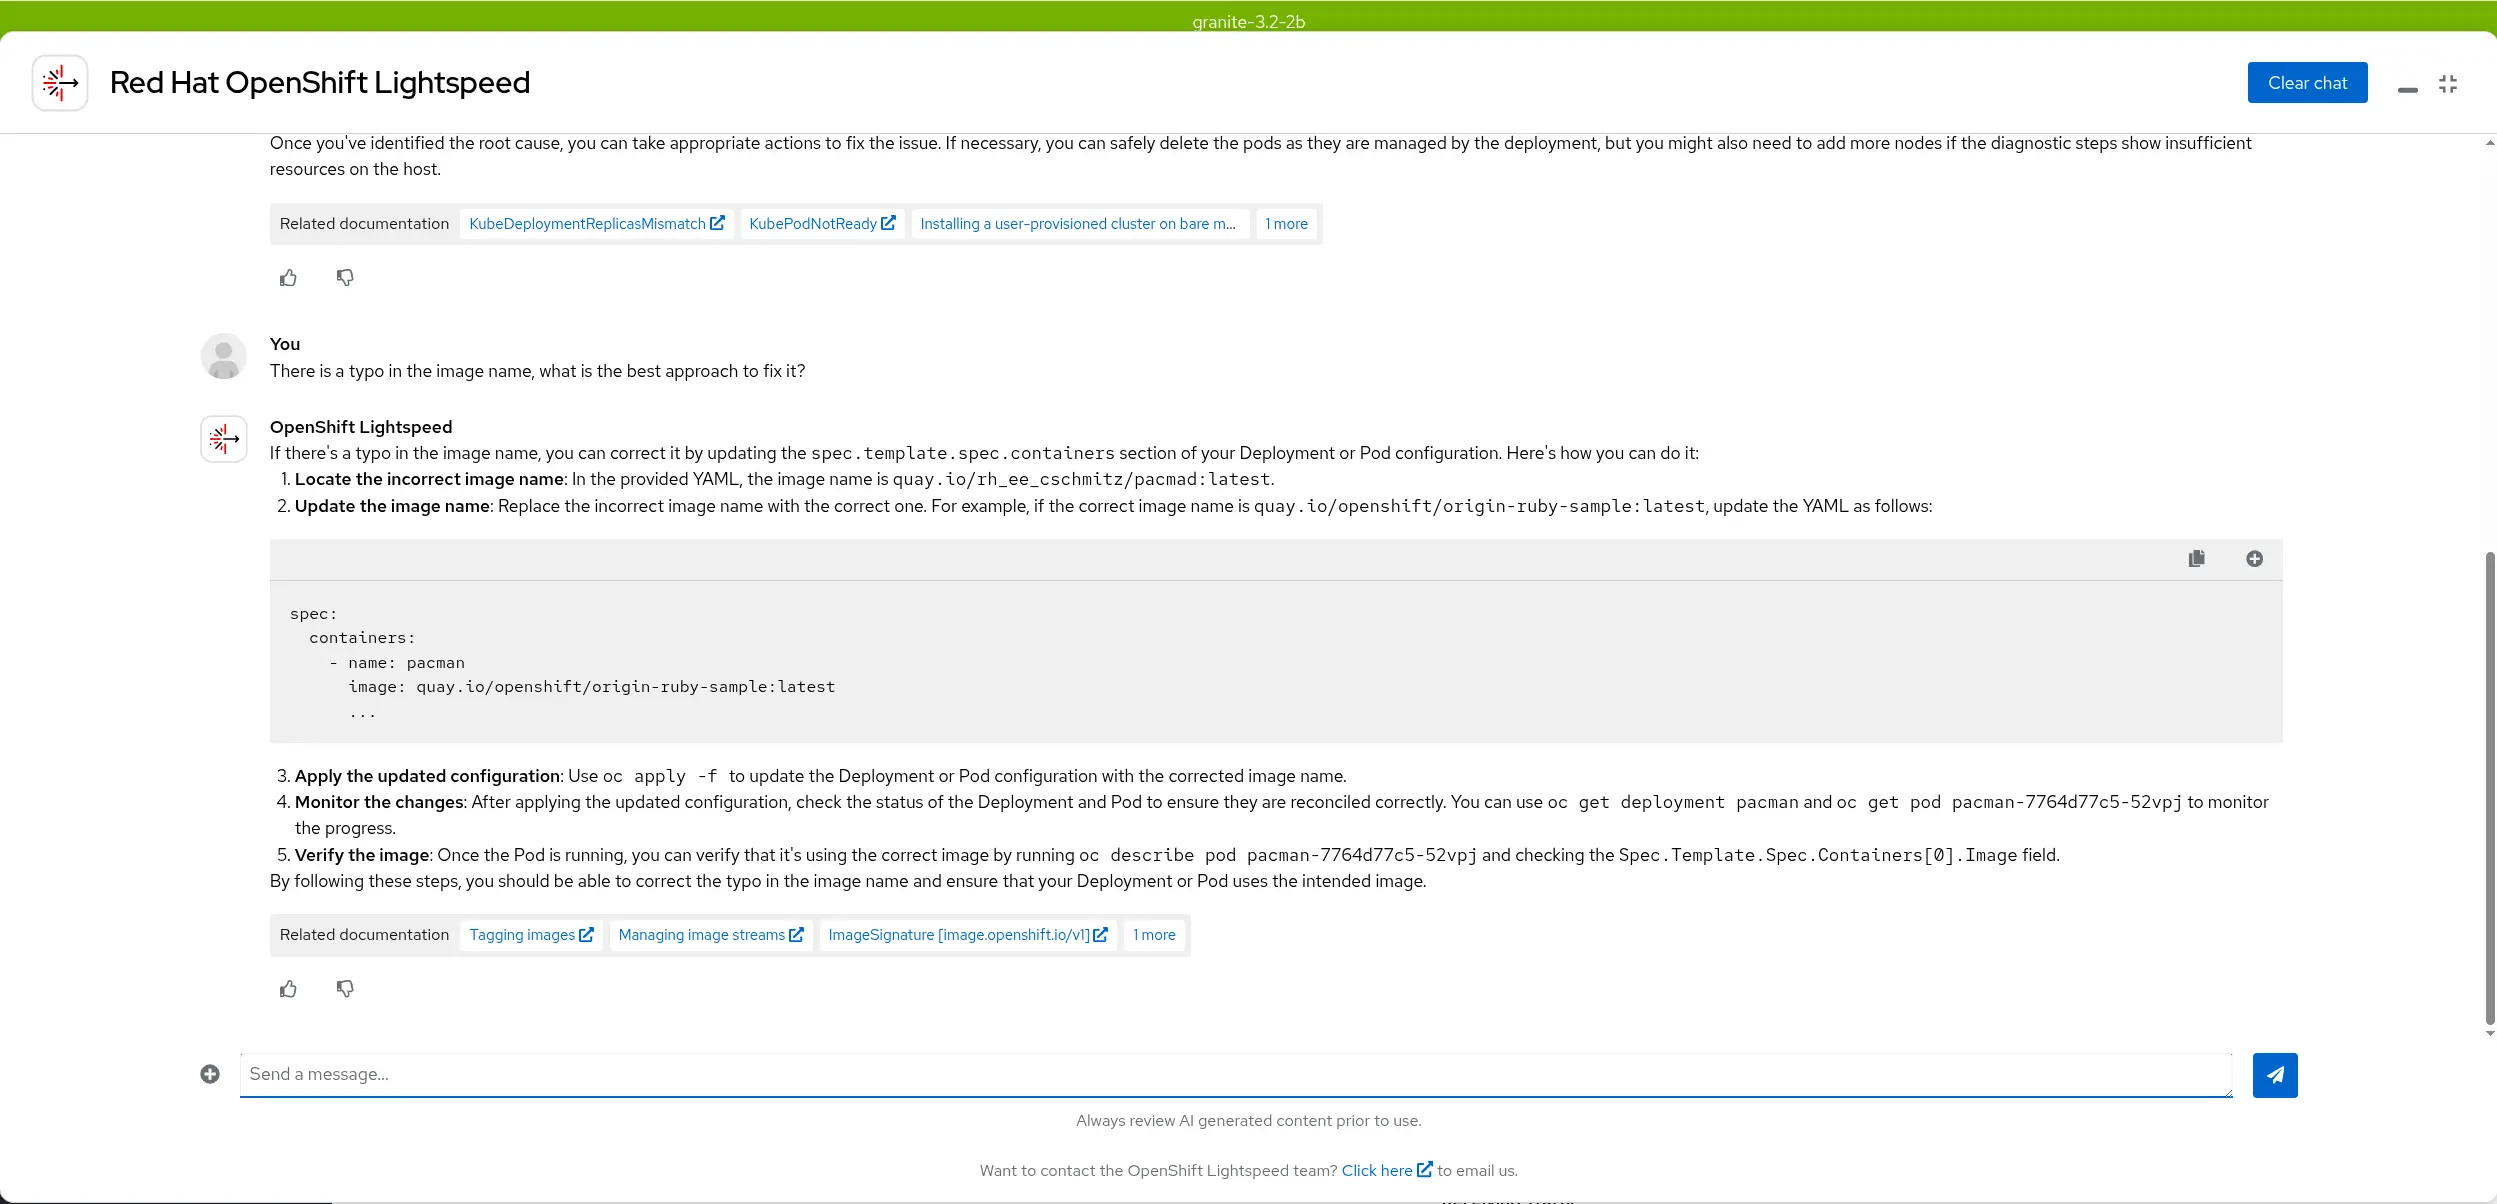 granite-3.2-2b
Red Hat OpenShift Lightspeed
Clear chat
Once you've identified the root cause, you can take appropriate actions to fix the issue. If necessary, you can safely delete the pods as they are managed by the deployment, but you might also need to add more nodes if the diagnostic steps show insufficient
resources on the host.
Related documentation KubeDeploymentReplicasMismatch KubePodNotReady Installing a user-provisioned cluster on bare m... 1 more
You
There is a typo in the image name, what is the best approach to fix it?
OpenShift Lightspeed
If there's a typo in the image name, you can correct it by updating the spec.template.spec.containers section of your Deployment or Pod configuration. Here's how you can do it:
1. Locate the incorrect image name: In the provided YAML, the image name is quay.io/rh_ee_cschmitz/pacmad:latest.
2. Update the image name: Replace the incorrect image name with the correct one. For example, if the correct image name is quay.io/openshift/origin-ruby-sample:latest, update the YAML as follows:
spec:
  containers:
    - name: pacman
      image: quay.io/openshift/origin-ruby-sample:latest
      ...
3. Apply the updated configuration: Use oc apply -f to update the Deployment or Pod configuration with the corrected image name.
4. Monitor the changes: After applying the updated configuration, check the status of the Deployment and Pod to ensure they are reconciled correctly. You can use oc get deployment pacman and oc get pod pacman-7764d77c5-52vpj to monitor
the progress.
5. Verify the image: Once the Pod is running, you can verify that it's using the correct image by running oc describe pod pacman-7764d77c5-52vpj and checking the Spec.Template.Spec.Containers[0].Image field.
By following these steps, you should be able to correct the typo in the image name and ensure that your Deployment or Pod uses the intended image.
Related documentation Tagging images Managing image streams ImageSignature [image.openshift.io/v1] 1 more
Send a message...
Always review AI generated content prior to use.
Want to contact the OpenShift Lightspeed team? Click here to email us.